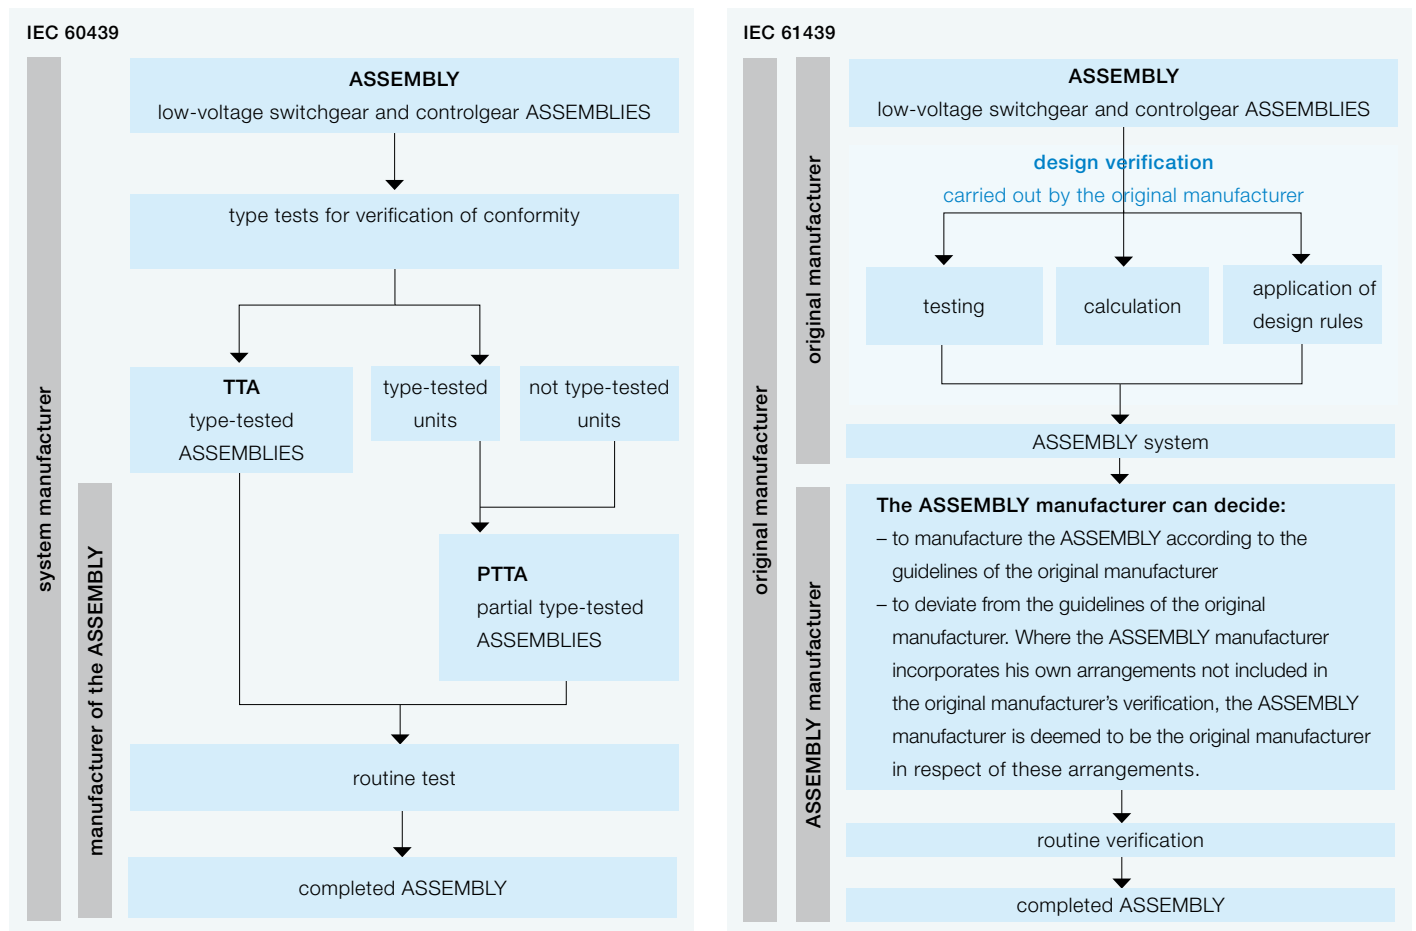 IEC 60439
system manufacturer
manufacturer of the ASSEMBLY
ASSEMBLY
low-voltage switchgear and controlgear ASSEMBLIES
type tests for verification of conformity
TTA
type-tested
ASSEMBLIES
type-tested
units
not type-tested
units
PTTA
partial type-tested
ASSEMBLIES
routine test
completed ASSEMBLY
IEC 61439
original manufacturer
original manufacturer
ASSEMBLY manufacturer
ASSEMBLY
low-voltage switchgear and controlgear ASSEMBLIES
design verification
carried out by the original manufacturer
testing
calculation
application of
design rules
ASSEMBLY system
The ASSEMBLY manufacturer can decide:
– to manufacture the ASSEMBLY according to the
guidelines of the original manufacturer
– to deviate from the guidelines of the original
manufacturer. Where the ASSEMBLY manufacturer
incorporates his own arrangements not included in
the original manufacturer’s verification, the ASSEMBLY
manufacturer is deemed to be the original manufacturer
in respect of these arrangements.
routine verification
completed ASSEMBLY